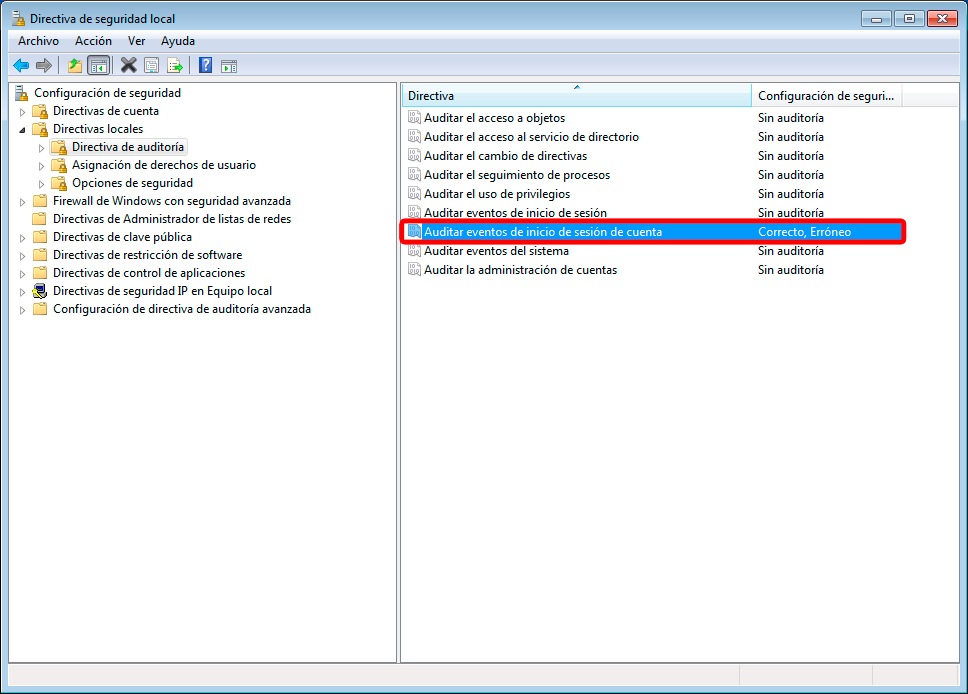 Directiva de seguridad local
Archivo Acción Ver Ayuda
Configuración de seguridad
Directivas de cuenta
Directivas locales
Directiva de auditoría
Asignación de derechos de usuario
Opciones de seguridad
Firewall de Windows con seguridad avanzada
Directivas de Administrador de listas de redes
Directivas de clave pública
Directivas de restricción de software
Directivas de control de aplicaciones
Directivas de seguridad IP en Equipo local
Configuración de directiva de auditoría avanzada
Directiva Configuración de seguri...
Auditar el acceso a objetos Sin auditoría
Auditar el acceso al servicio de directorio Sin auditoría
Auditar el cambio de directivas Sin auditoría
Auditar el seguimiento de procesos Sin auditoría
Auditar el uso de privilegios Sin auditoría
Auditar eventos de inicio de sesión Sin auditoría
Auditar eventos de inicio de sesión de cuenta Correcto, Erróneo
Auditar eventos del sistema Sin auditoría
Auditar la administración de cuentas Sin auditoría